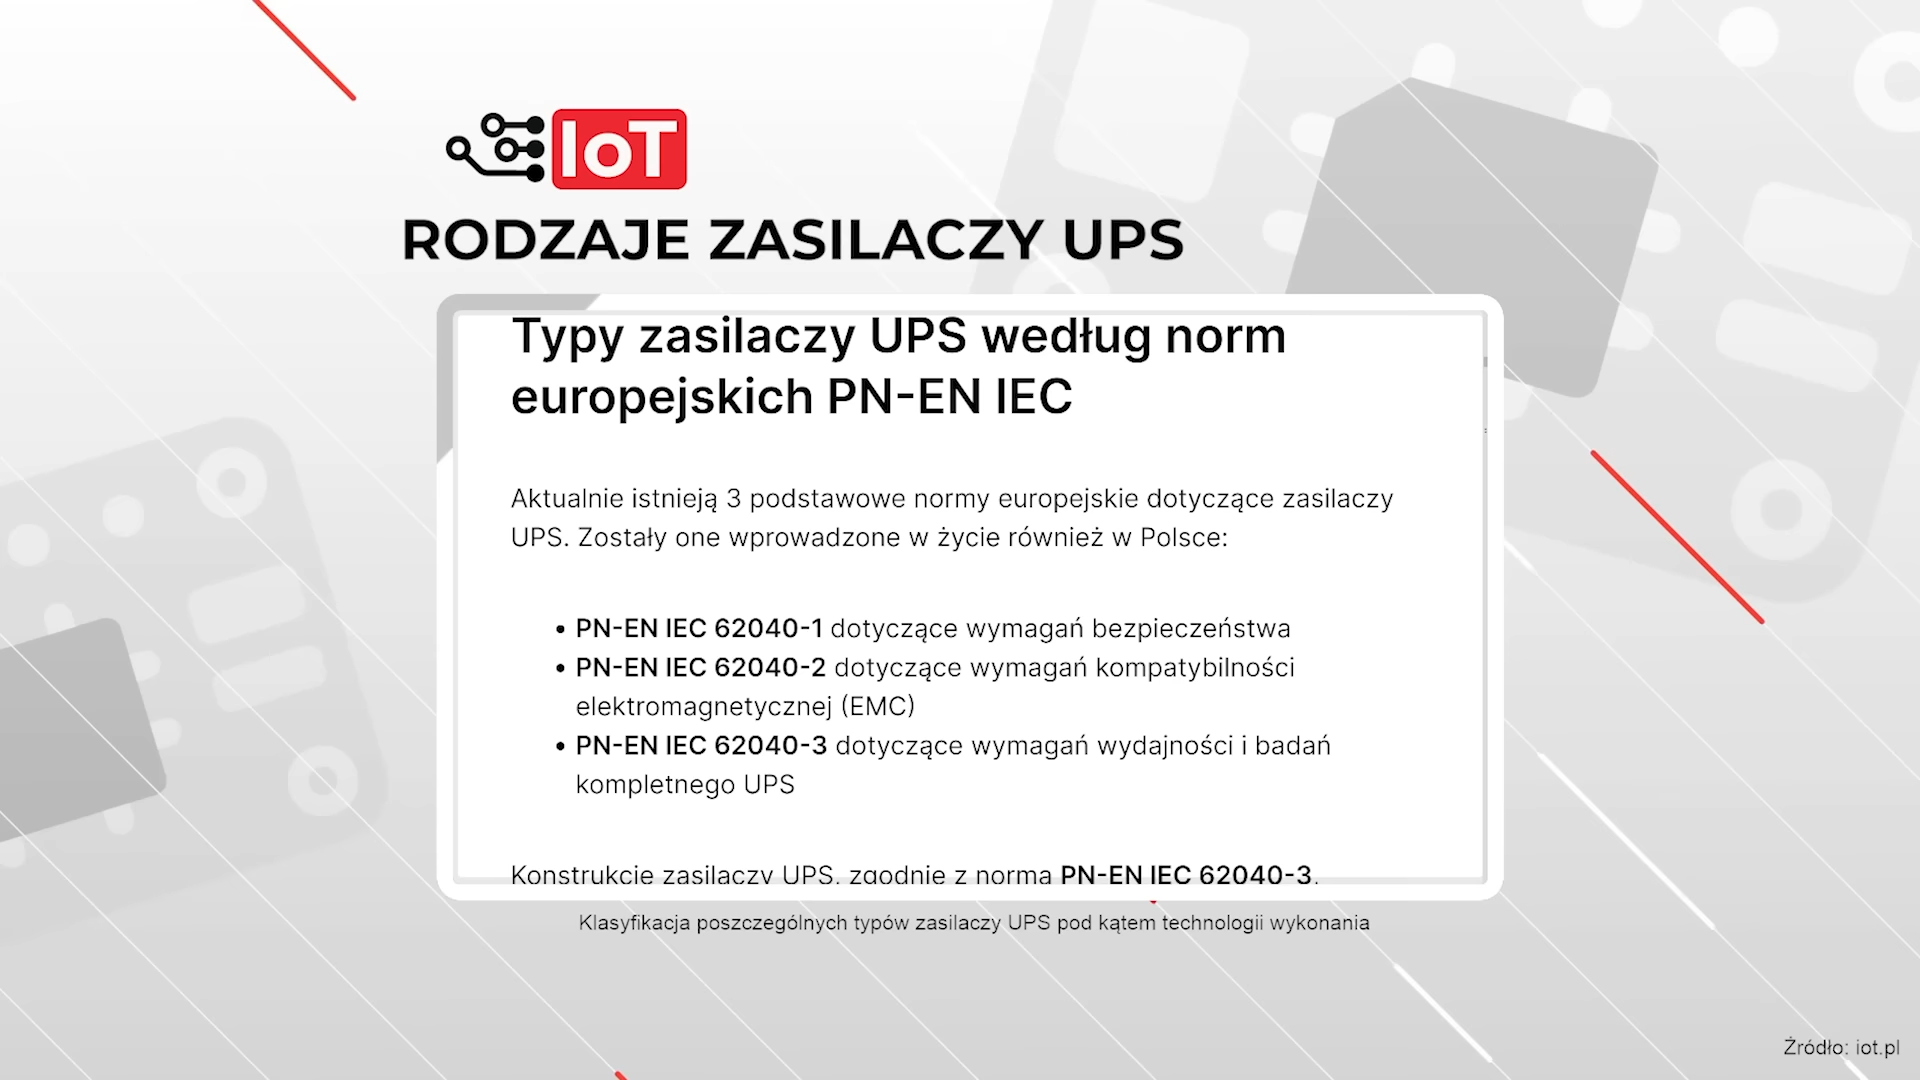 IoT
RODZAJE ZASILACZY UPS
Typy zasilaczy UPS według norm
europejskich PN-EN IEC
Aktualnie istnieją 3 podstawowe normy europejskie dotyczące zasilaczy
UPS. Zostały one wprowadzone w życie również w Polsce:
• PN-EN IEC 62040-1 dotyczące wymagań bezpieczeństwa
• PN-EN IEC 62040-2 dotyczące wymagań kompatybilności
elektromagnetycznej (EMC)
• PN-EN IEC 62040-3 dotyczące wymagań wydajności i badań
kompletnego UPS
Konstrukcje zasilaczy UPS, zgodnie z normą PN-EN IEC 62040-3,
Klasyfikacja poszczególnych typów zasilaczy UPS pod kątem technologii wykonania
Źródło: iot.pl